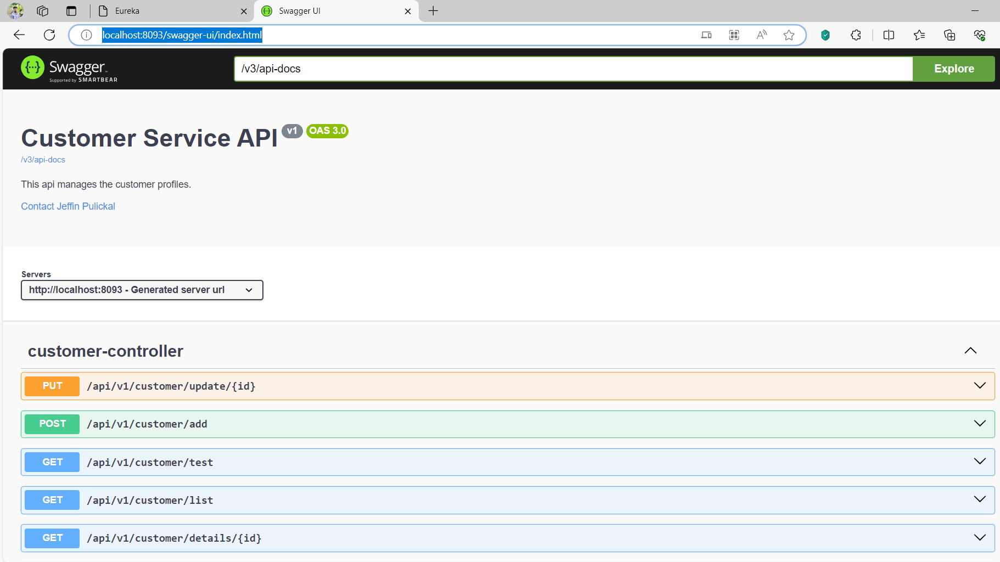 Eureka
Swagger UI
localhost:8093/swagger-ui/index.html
Swagger
Supported by SMARTBEAR
/v3/api-docs
Explore
Customer Service API v1 OAS 3.0
/v3/api-docs
This api manages the customer profiles.
Contact Jeffin Pulickal
Servers
http://localhost:8093 - Generated server url
customer-controller
PUT /api/v1/customer/update/{id}
POST /api/v1/customer/add
GET /api/v1/customer/test
GET /api/v1/customer/list
GET /api/v1/customer/details/{id}